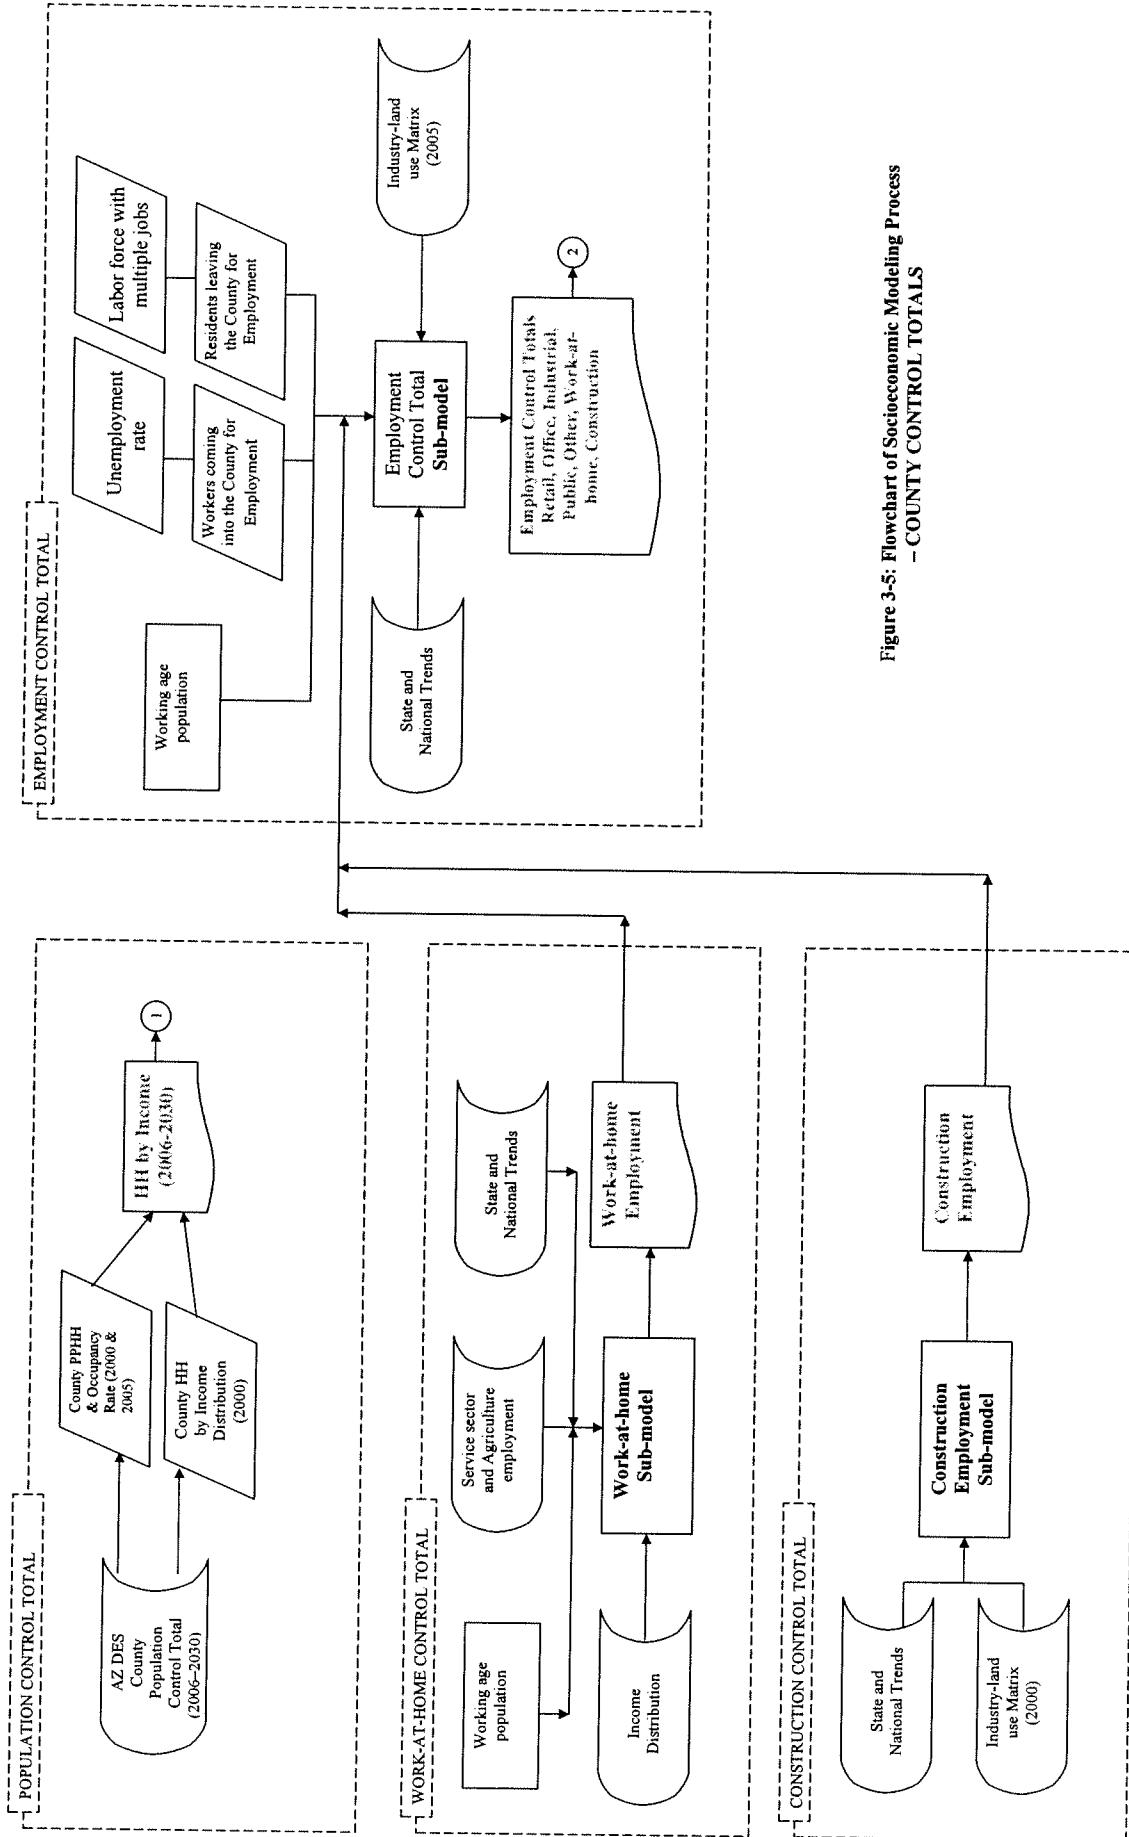 POPULATION CONTROL TOTAL
AZ DES
County
Population
Control Total
(2006–2030)
County PPHH
& Occupancy
Rate (2000 &
2005)
County HH
by Income
Distribution
(2000)
HH by Income
(2006-2030)
1
WORK-AT-HOME CONTROL TOTAL
Working age
population
Service sector
and Agriculture
employment
State and
National Trends
Income
Distribution
Work-at-home
Sub-model
Work-at-home
Employment
CONSTRUCTION CONTROL TOTAL
State and
National Trends
Industry-land
use Matrix
(2000)
Construction
Employment
Sub-model
Construction
Employment
EMPLOYMENT CONTROL TOTAL
Working age
population
Unemployment
rate
Labor force with
multiple jobs
Workers coming
into the County for
Employment
Residents leaving
the County for
Employment
State and
National Trends
Employment
Control Total
Sub-model
Industry-land
use Matrix
(2005)
Employment Control Totals
Retail, Office, Industrial,
Public, Other, Work-at-
home, Construction
2
Figure 3-5: Flowchart of Socioeconomic Modeling Process
– COUNTY CONTROL TOTALS